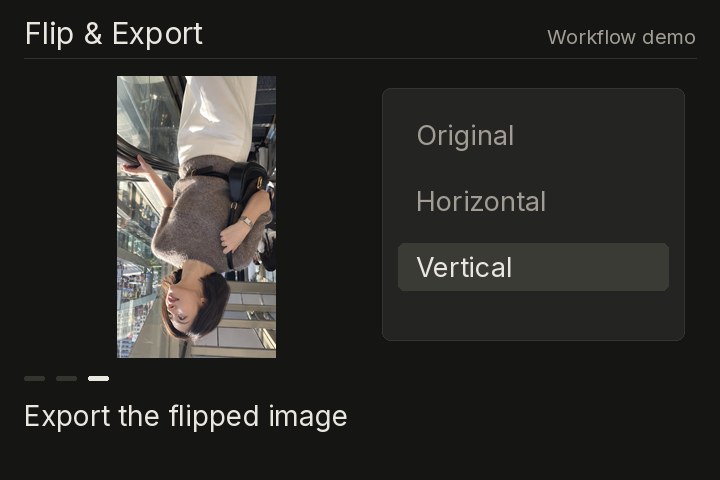 Flip & Export
Workflow demo
Original
Horizontal
Vertical
Export the flipped image